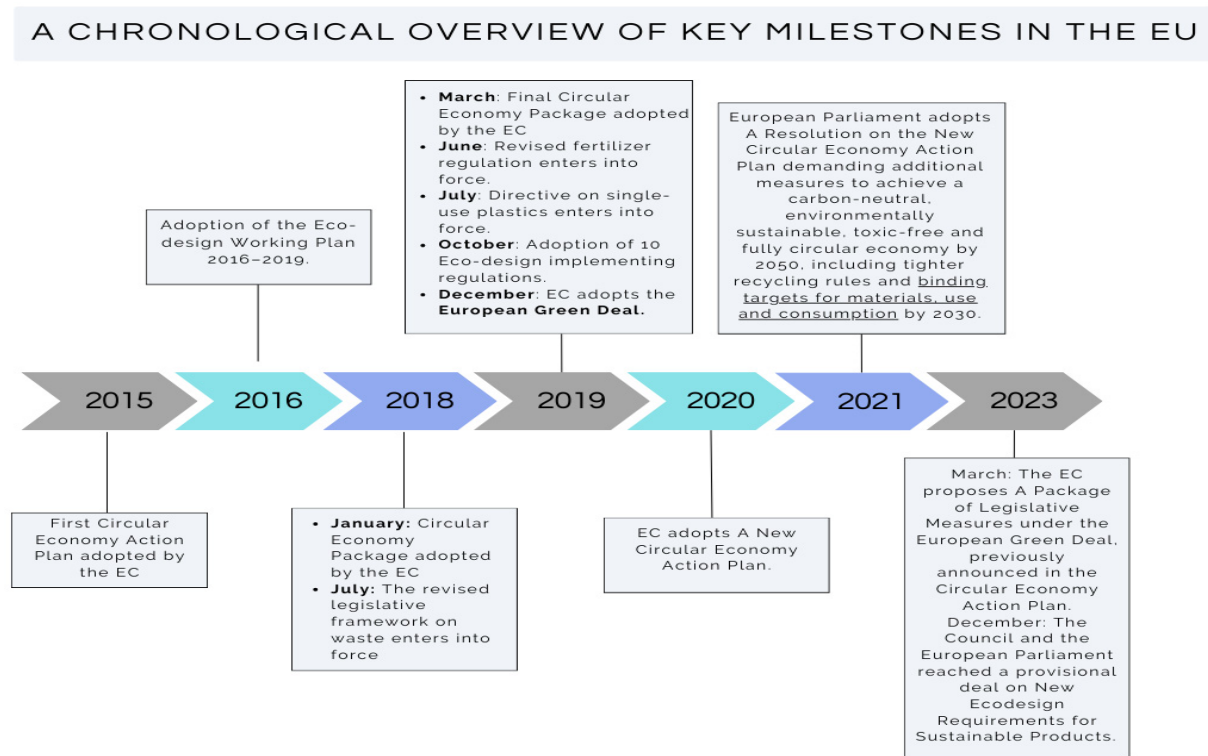 A CHRONOLOGICAL OVERVIEW OF KEY MILESTONES IN THE EU
Adoption of the Eco-
design Working Plan
2016–2019.
• March: Final Circular
Economy Package adopted
by the EC
• June: Revised fertilizer
regulation enters into
force.
• July: Directive on single-
use plastics enters into
force.
• October: Adoption of 10
Eco-design implementing
regulations.
• December: EC adopts the
European Green Deal.
European Parliament adopts
A Resolution on the New
Circular Economy Action
Plan demanding additional
measures to achieve a
carbon-neutral,
environmentally
sustainable, toxic-free and
fully circular economy by
2050, including tighter
recycling rules and binding
targets for materials, use
and consumption by 2030.
2015
2016
2018
2019
2020
2021
2023
First Circular
Economy Action
Plan adopted by
the EC
• January: Circular
Economy
Package adopted
by the EC
• July: The revised
legislative
framework on
waste enters into
force
EC adopts A New
Circular Economy
Action Plan.
March: The EC
proposes A Package
of Legislative
Measures under the
European Green Deal,
previously
announced in the
Circular Economy
Action Plan.
December: The
Council and the
European Parliament
reached a provisional
deal on New
Ecodesign
Requirements for
Sustainable Products.